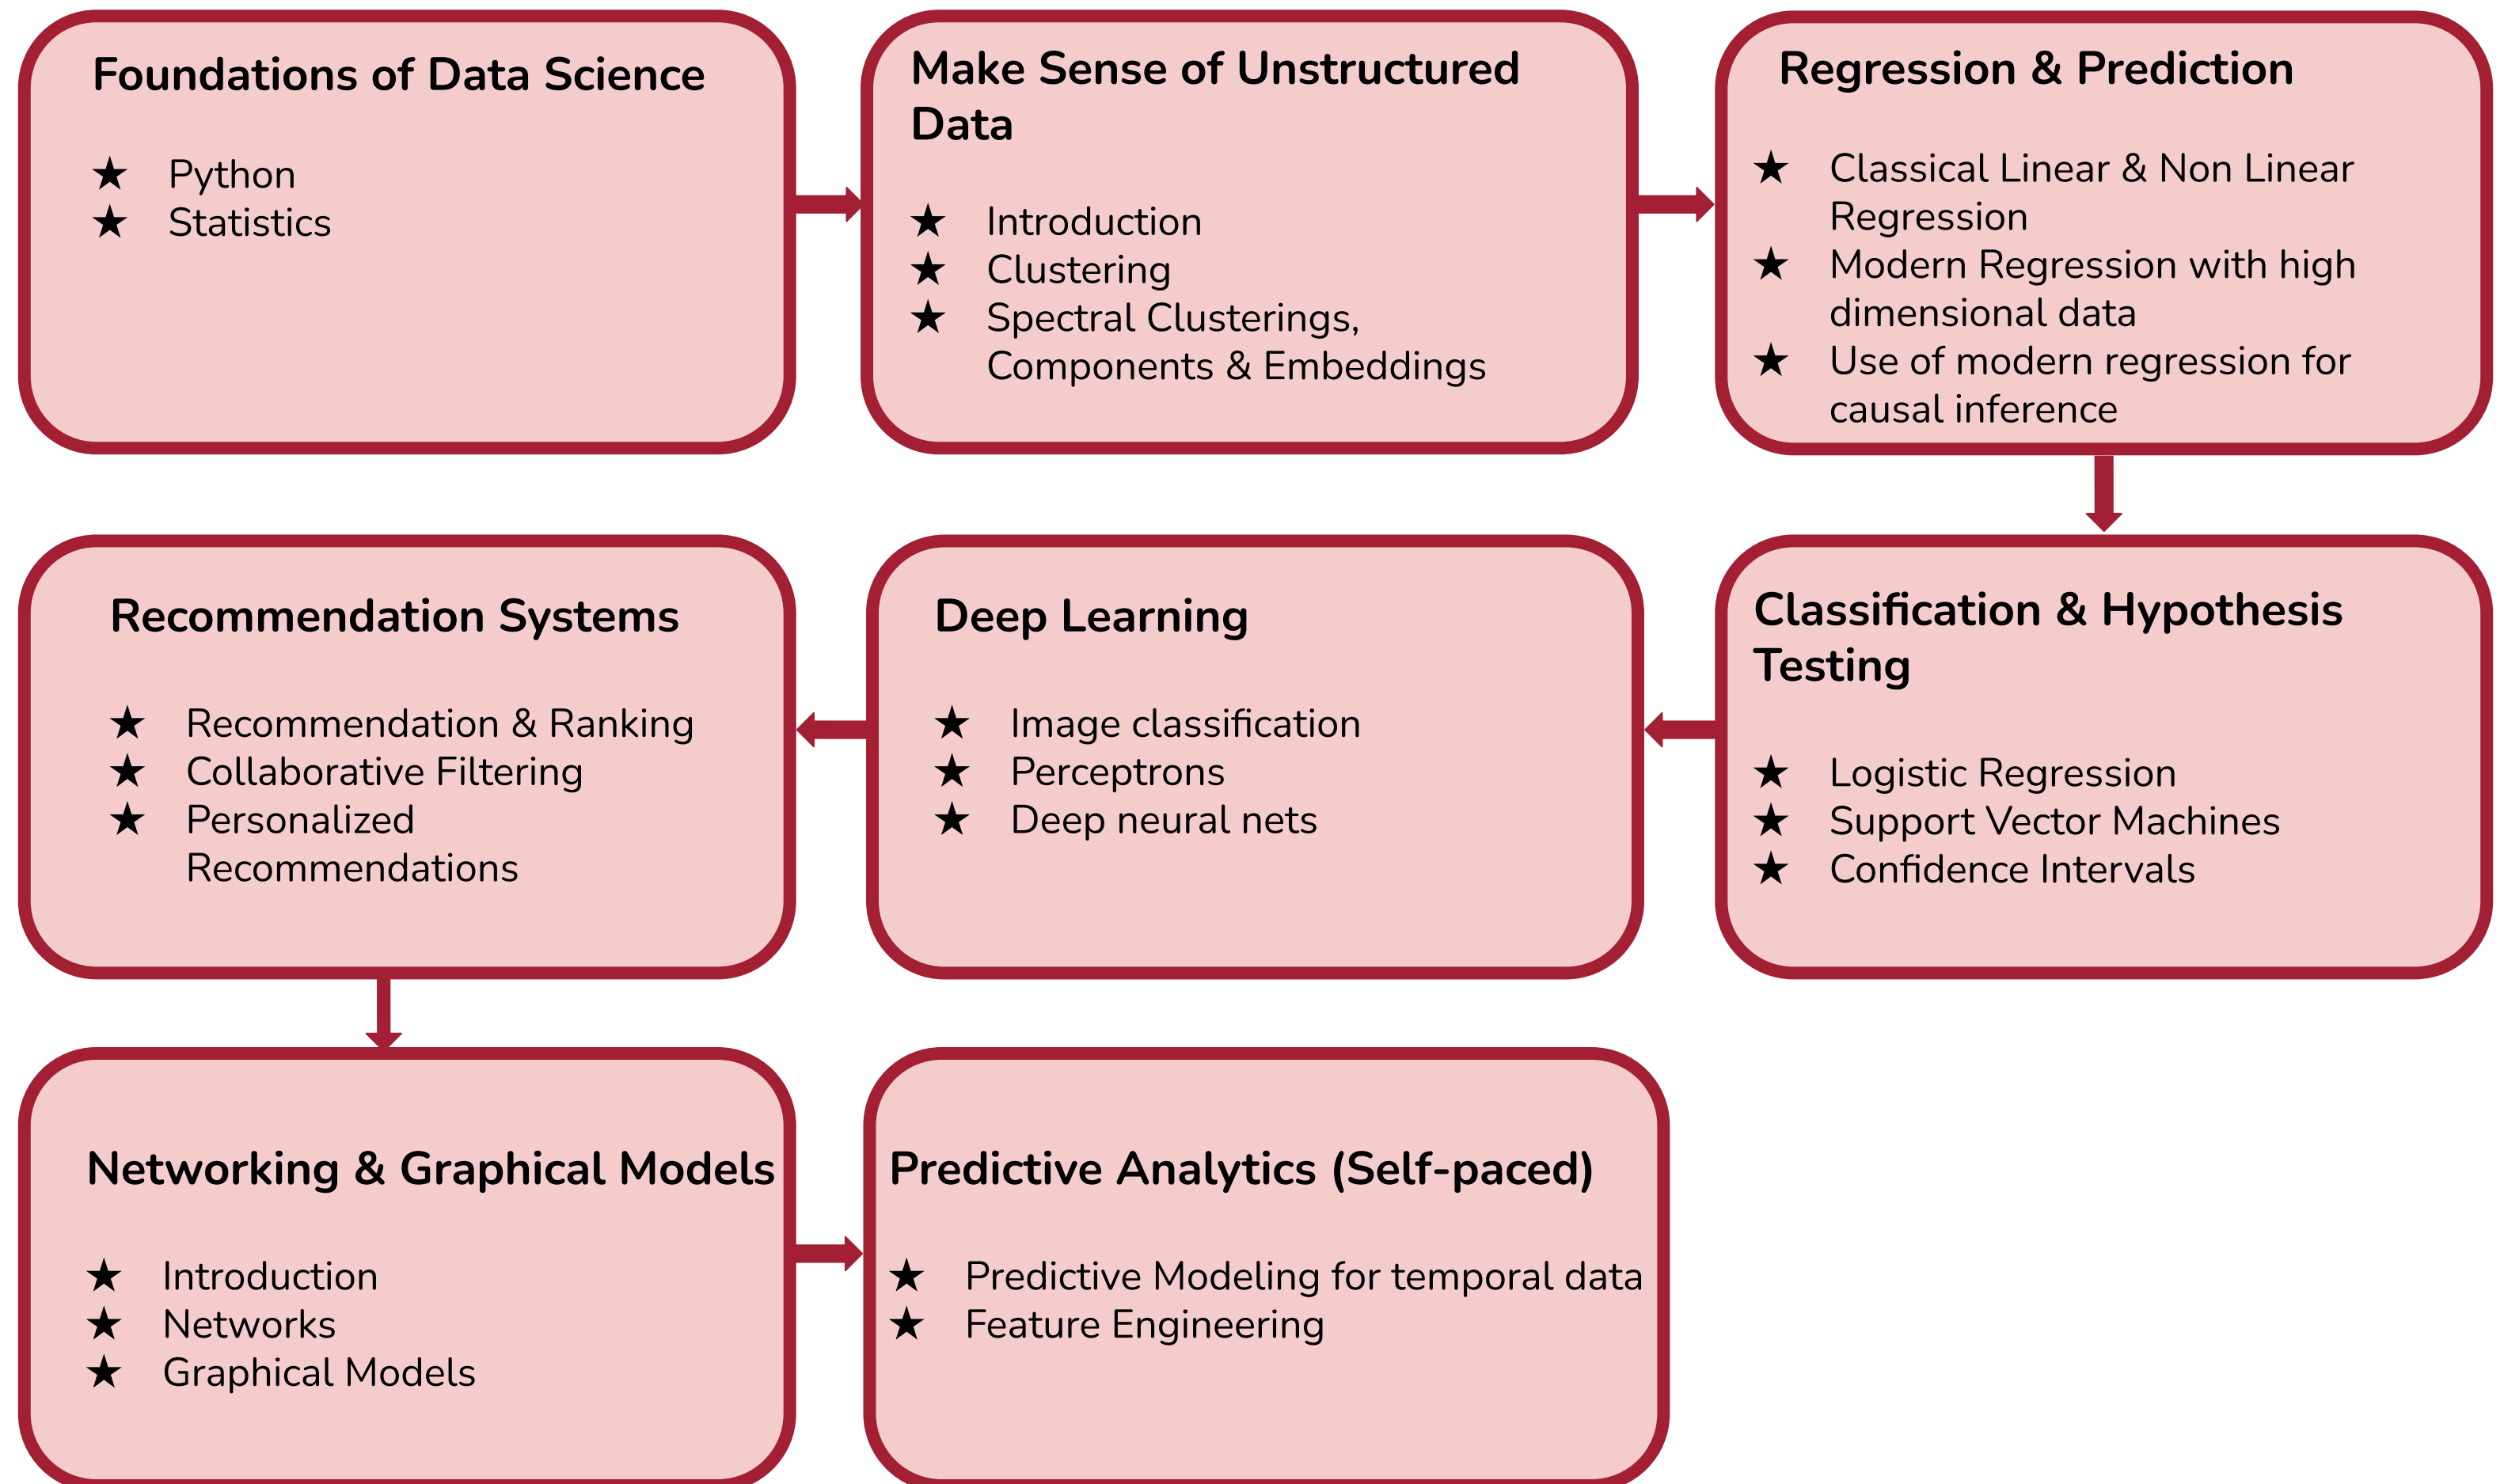 Foundations of Data Science
★ Python
★ Statistics
Make Sense of Unstructured
Data
★ Introduction
★ Clustering
★ Spectral Clusterings,
Components & Embeddings
Regression & Prediction
★ Classical Linear & Non Linear
Regression
★ Modern Regression with high
dimensional data
★ Use of modern regression for
causal inference
Classification & Hypothesis
Testing
★ Logistic Regression
★ Support Vector Machines
★ Confidence Intervals
Deep Learning
★ Image classification
★ Perceptrons
★ Deep neural nets
Recommendation Systems
★ Recommendation & Ranking
★ Collaborative Filtering
★ Personalized
Recommendations
Networking & Graphical Models
★ Introduction
★ Networks
★ Graphical Models
Predictive Analytics (Self-paced)
★ Predictive Modeling for temporal data
★ Feature Engineering